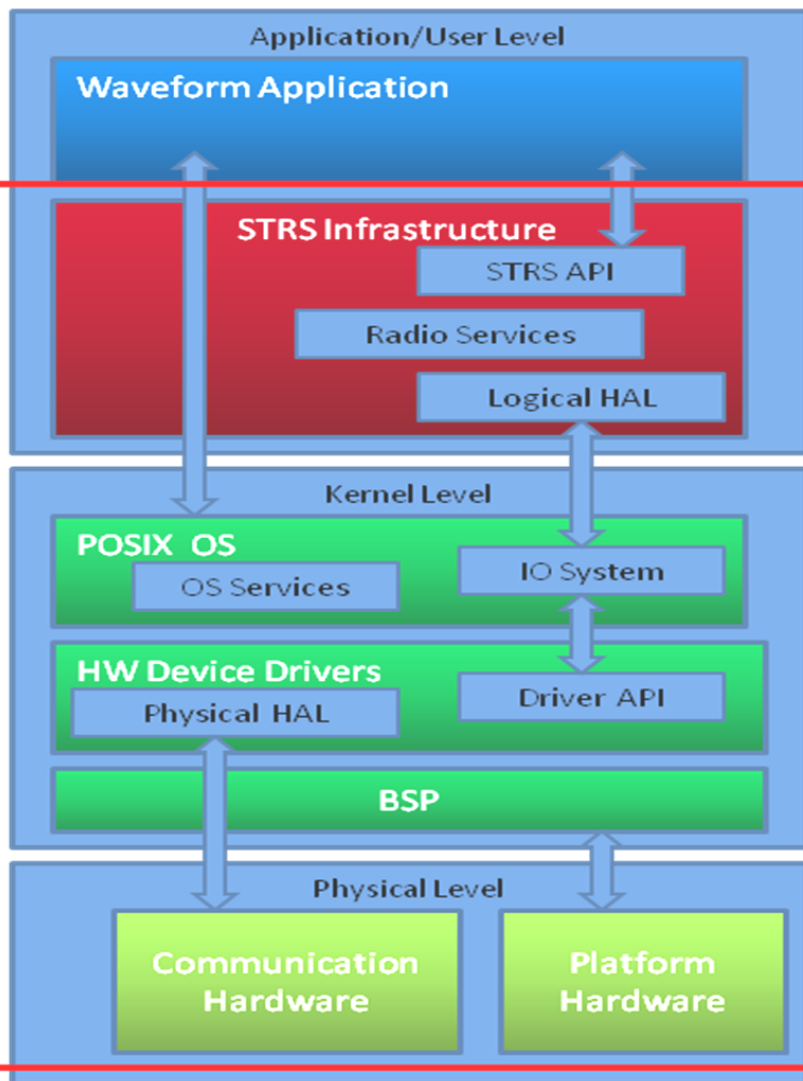 Application/User Level
Waveform Application
STRS Infrastructure
STRS API
Radio Services
Logical HAL
Kernel Level
POSIX OS
OS Services
IO System
HW Device Drivers
Physical HAL
Driver API
BSP
Physical Level
Communication
Hardware
Platform
Hardware